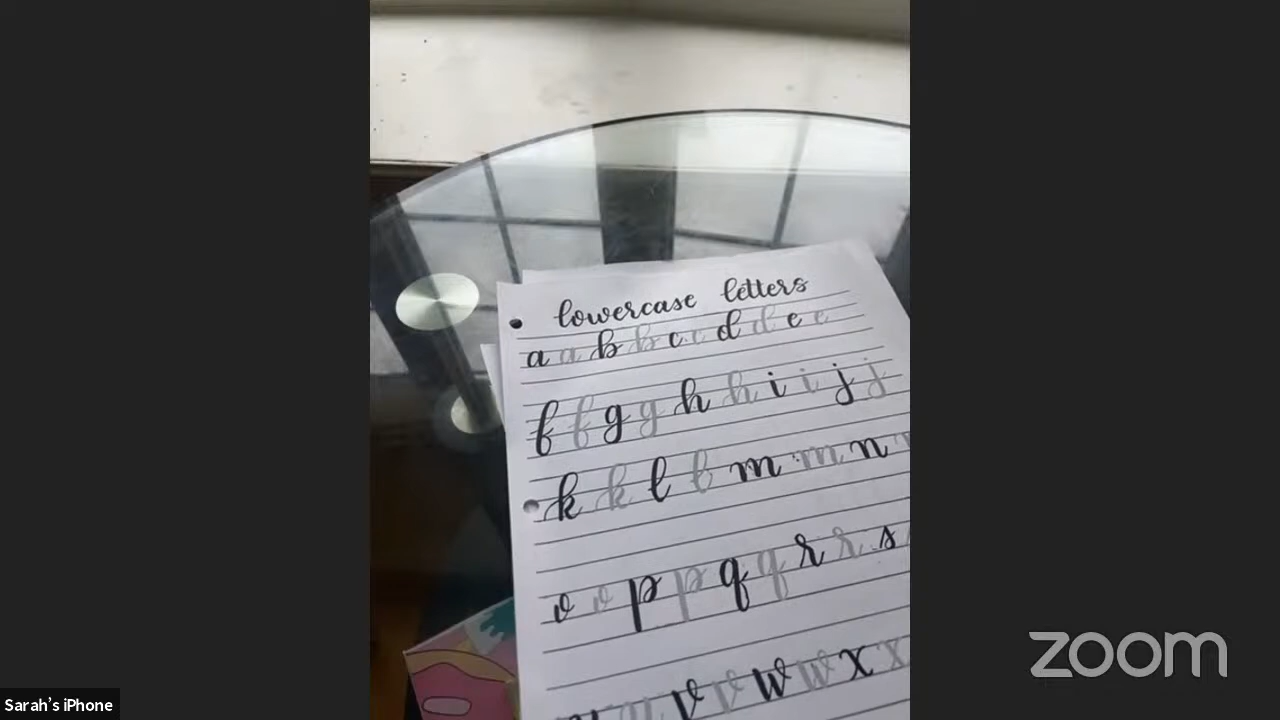 lowercase letters
a a b b c c d d e e
f f g g h h i i j j
k k l l m m n
o o p p q q r r s
v v w w x x
zoom
Sarah's iPhone